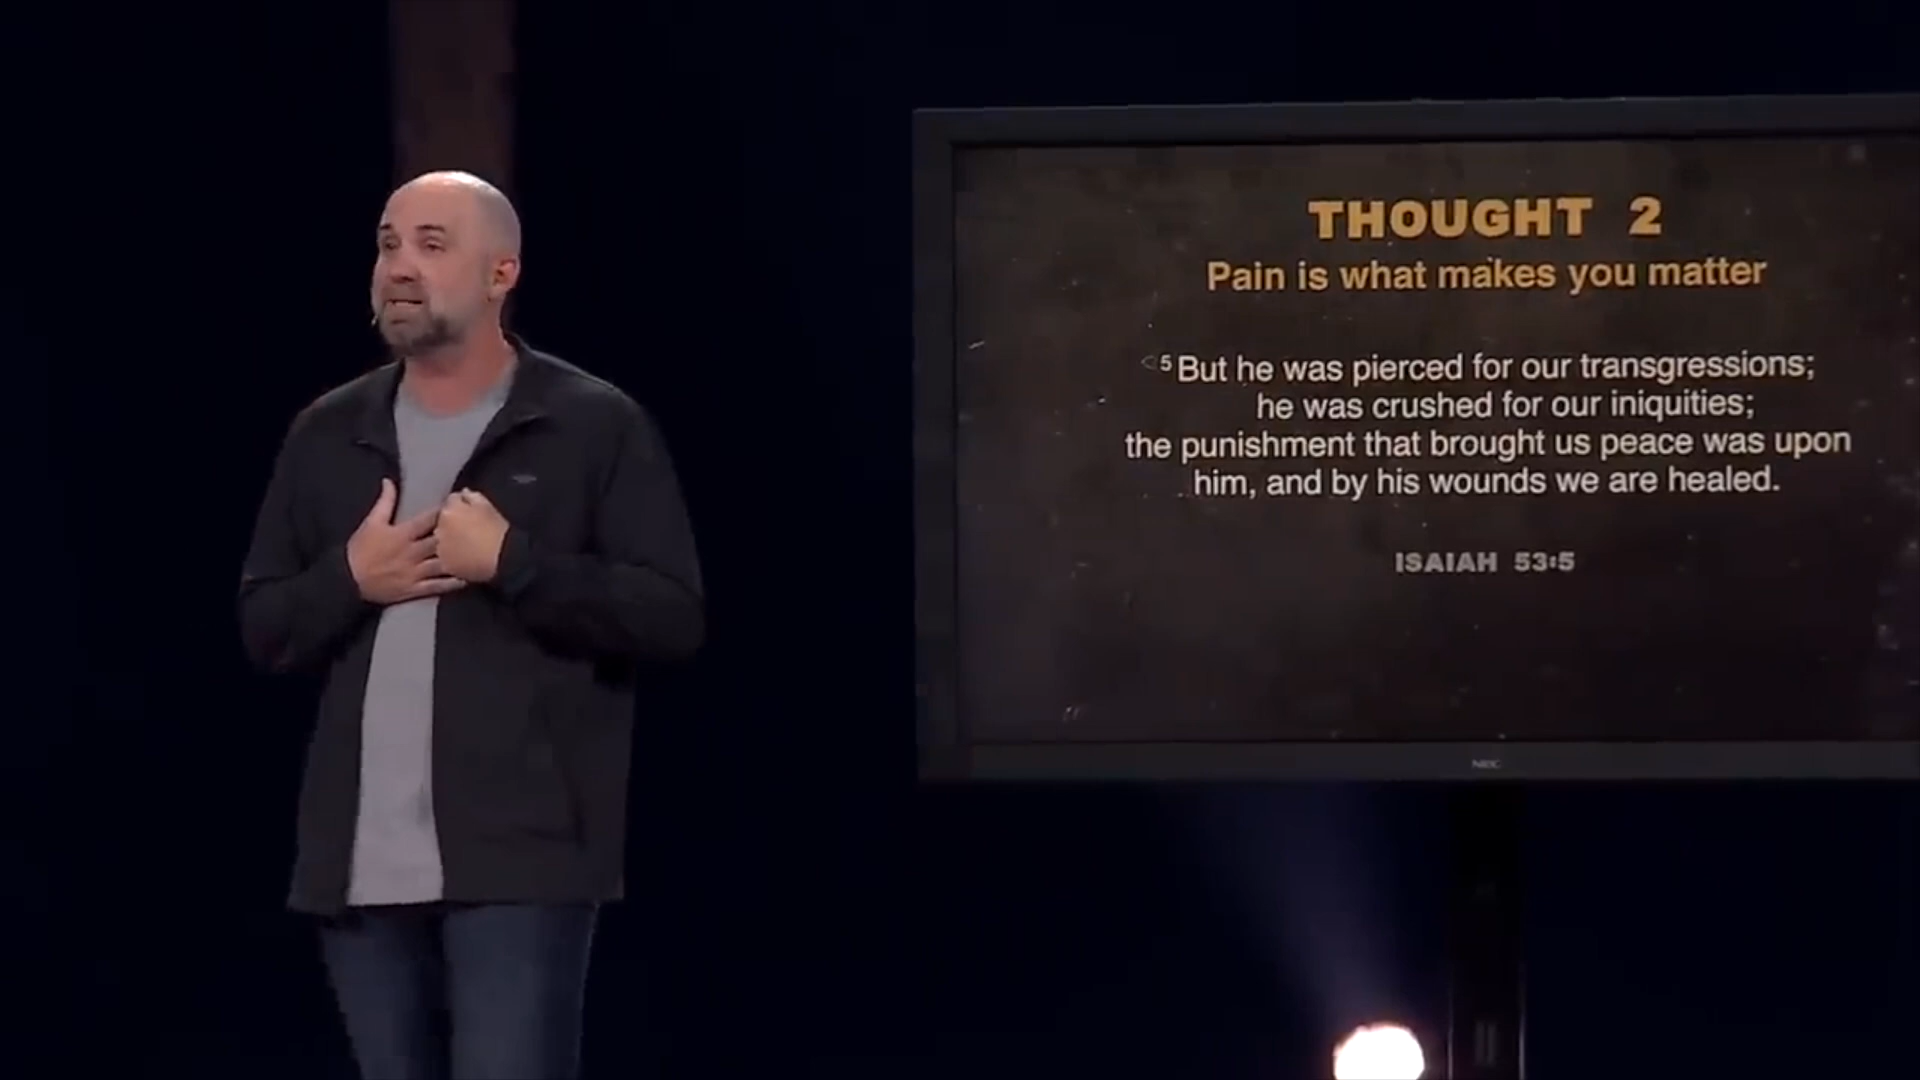 THOUGHT 2
Pain is what makes you matter
5 But he was pierced for our transgressions;
he was crushed for our iniquities;
the punishment that brought us peace was upon
him, and by his wounds we are healed.
ISAIAH 53:5
NEC